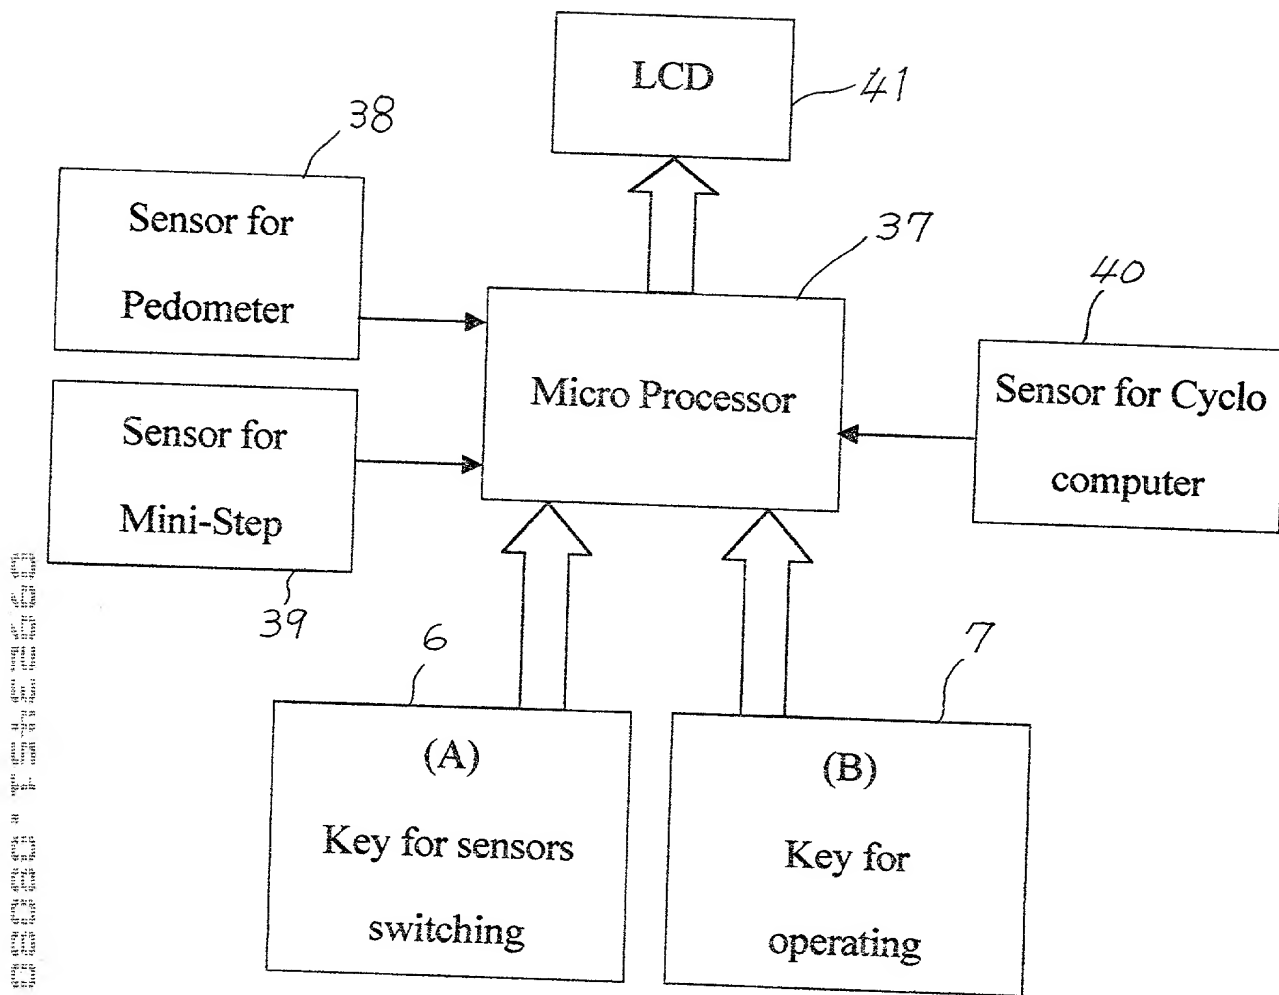 LCD
41
38
Sensor for
Pedometer
37
40
Micro Processor
Sensor for Cyclo
computer
Sensor for
Mini-Step
39
6
7
(A)
Key for sensors
switching
(B)
Key for
operating